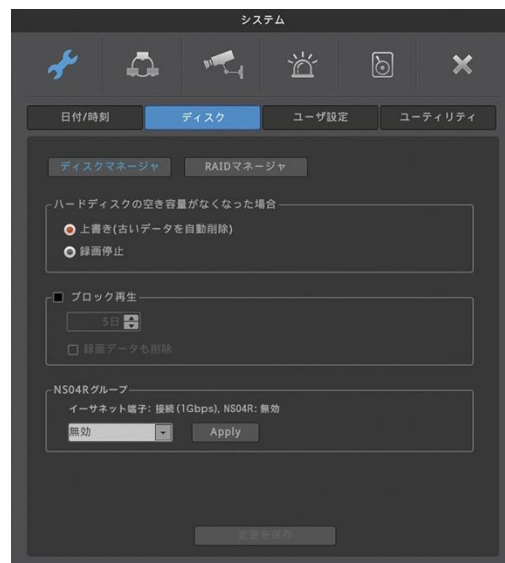 システム
日付/時刻 ディスク ユーザ設定 ユーティリティ
ディスクマネージャ RAIDマネージャ
ハードディスクの空き容量がなくなった場合
上書き(古いデータを自動削除)
録画停止
ブロック再生
5日
録画データも削除
NS04Rグループ
イーサネット端子: 接続(1Gbps), NS04R: 無効
無効 Apply
変更を保存